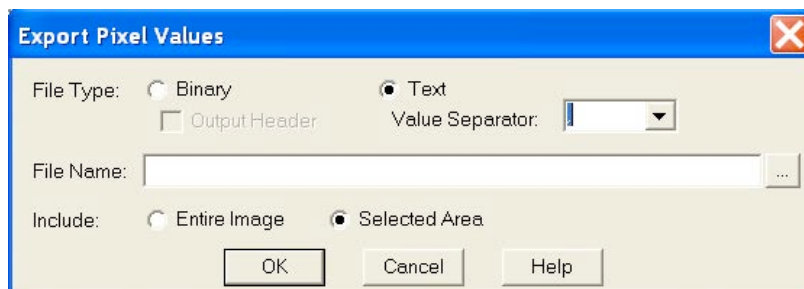 Export Pixel Values
File Type: Binary Text
Output Header Value Separator: ,
File Name: ...
Include: Entire Image Selected Area
OK Cancel Help